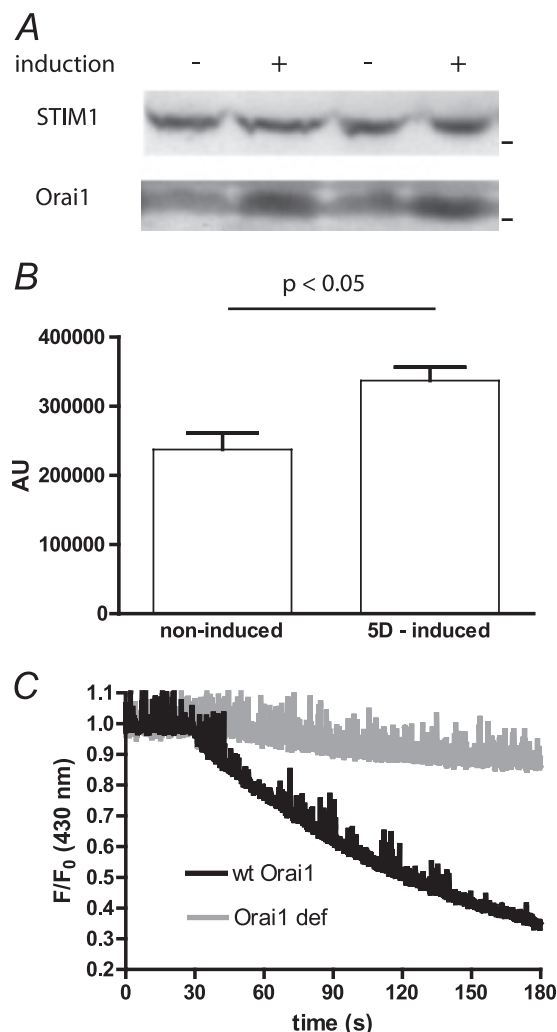 A
induction - + - +
STIM1
Orai1
B
p < 0.05
400000
300000
200000
100000
0
AU
non-induced 5D - induced
C
1.1
1.0
0.9
0.8
0.7
0.6
0.5
0.4
0.3
0.2
F/F0 (430 nm)
wt Orai1
Orai1 def
0 30 60 90 120 150 180
time (s)